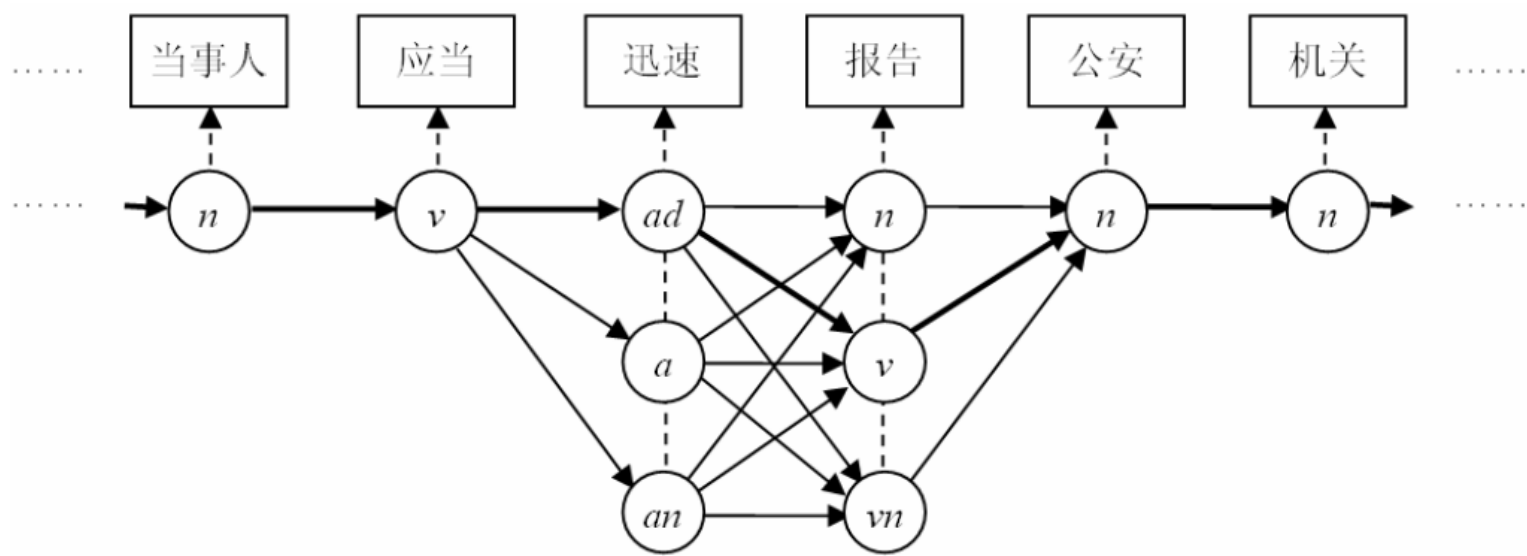 …… 当事人 应当 迅速 报告 公安 机关 ……
…… n v ad n n n ……
a v
an vn